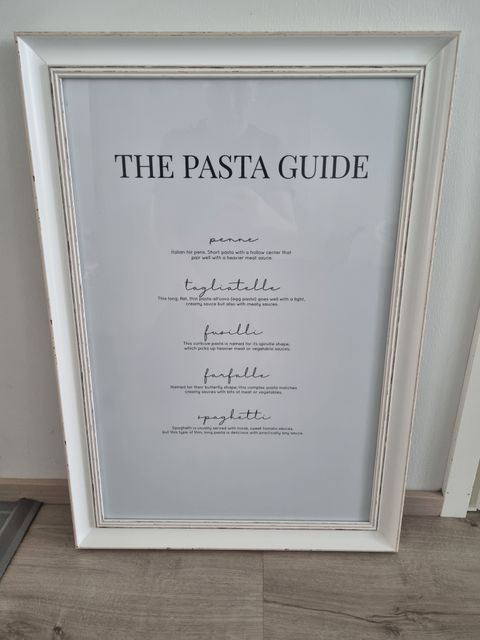 THE PASTA GUIDE
penne
Italian for pens. Short pasta with a hollow center that
pair well with a heavier meat sauce.
tagliatelle
This long, flat, thin pasta all'uovo (egg pasta) goes well with a light,
creamy sauce but also with meaty sauces.
fusilli
This curlicue pasta is named for its spindle shape,
which picks up heavier meat or vegetable sauces.
farfalle
Named for their butterfly shape, this complex pasta matches
creamy sauces with bits of meat or vegetables.
spaghetti
Spaghetti is usually served with loose, sweet tomato sauces,
but this type of thin, long pasta is delicious with practically any sauce.